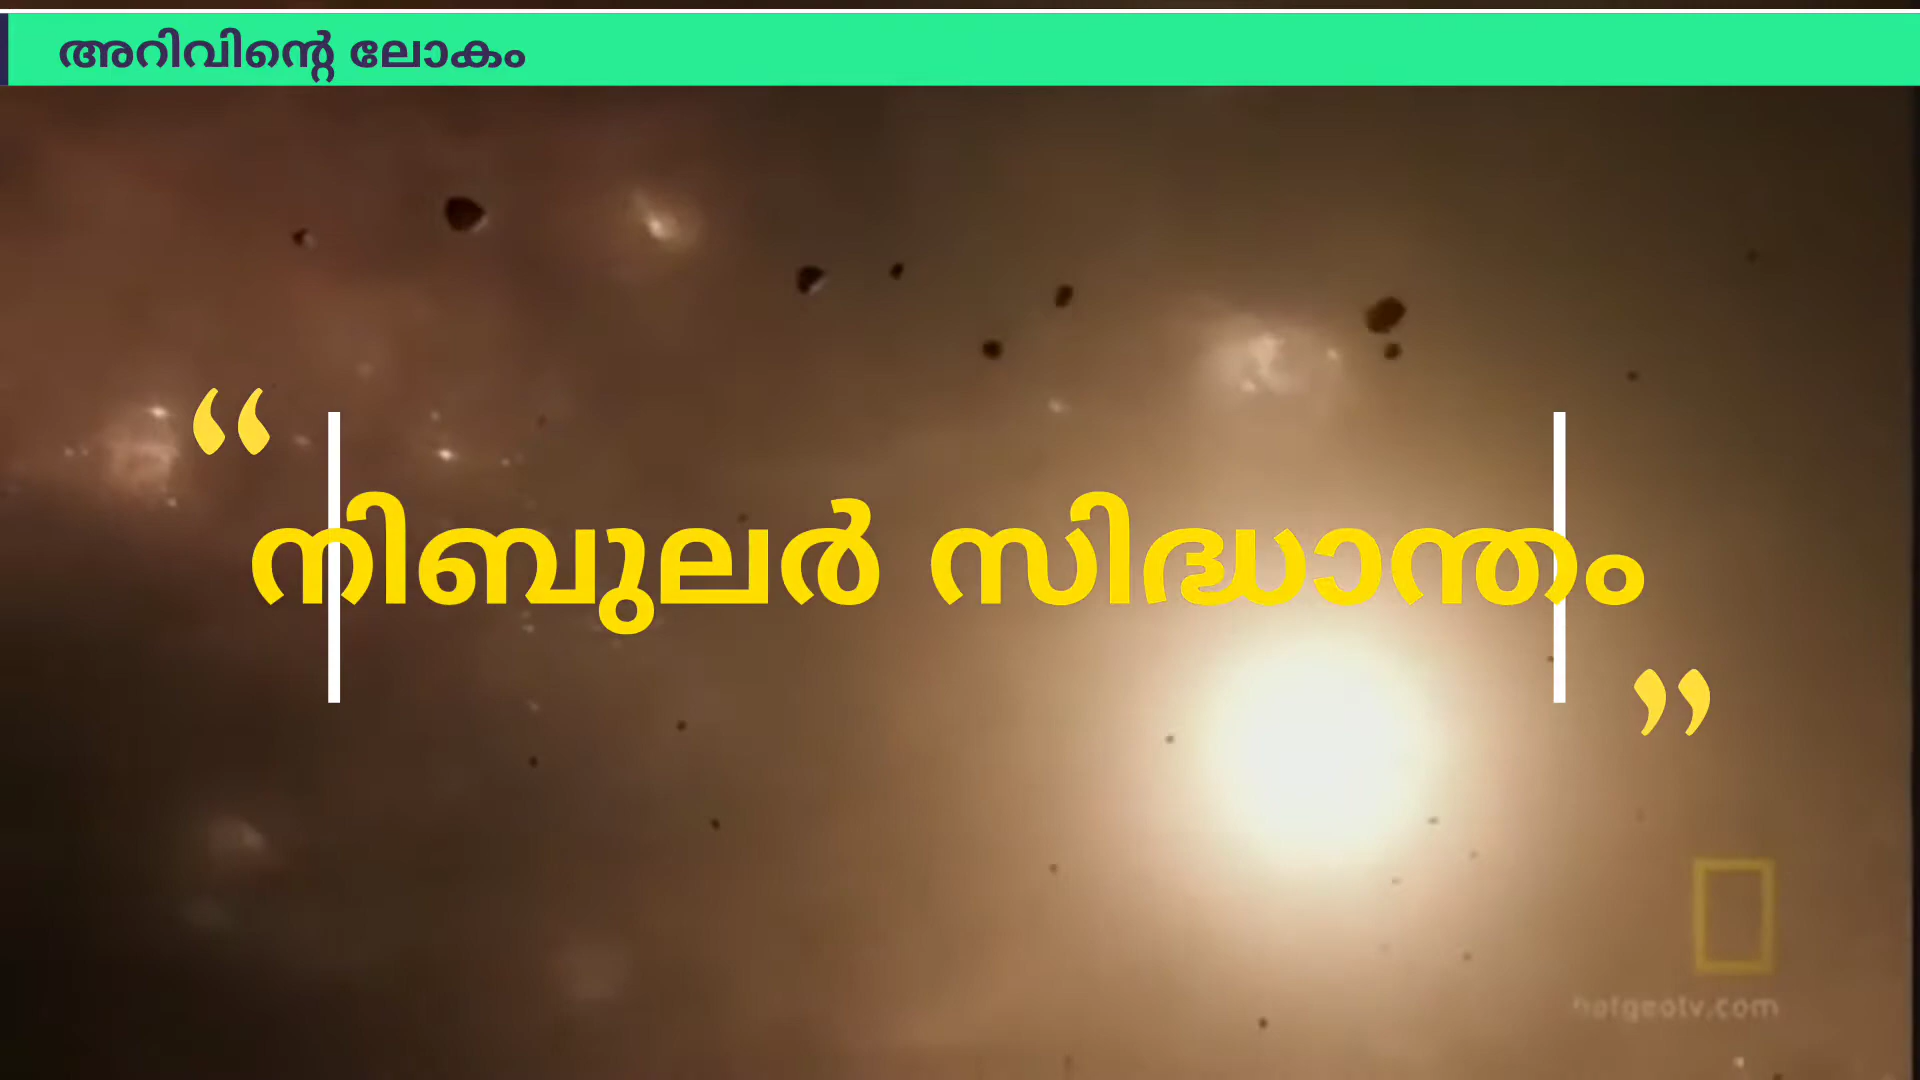 അറിവിന്റെ ലോകം
“
നിബുലർ സിദ്ധാന്തം
”
natgeotv.com